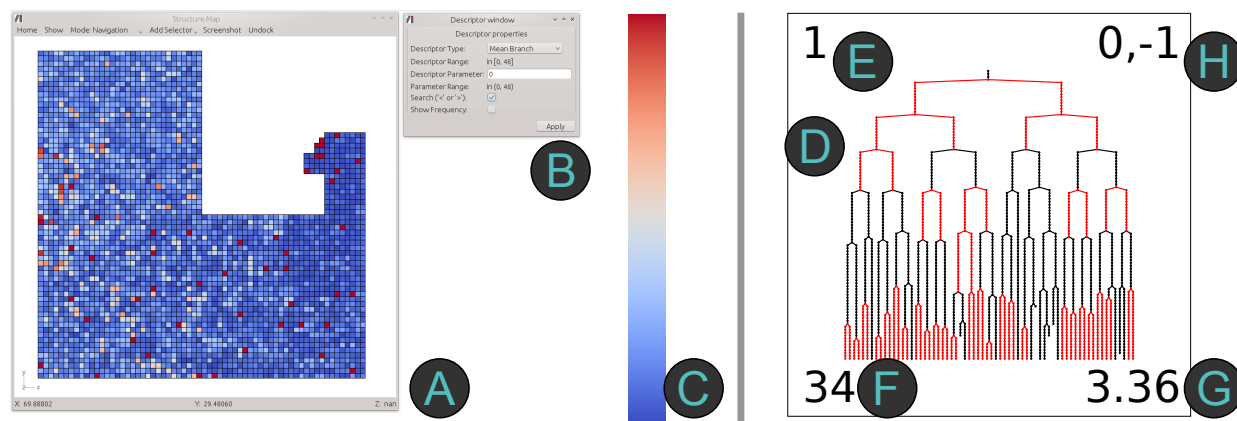 Structure Map
Home Show Mode: Navigation Add Selector Screenshot Undock
y
z x
X: 69.88802 Y: 29.48060 Z: nan
A
Descriptor window
Descriptor properties
Descriptor Type: Mean Branch
Descriptor Range: in [0, 48]
Descriptor Parameter: 0
Parameter Range: in (0, 48)
Search ('<' or '>'):
Show Frequency:
Apply
B
C
1 E 0,-1 H
D
34 F 3.36 G